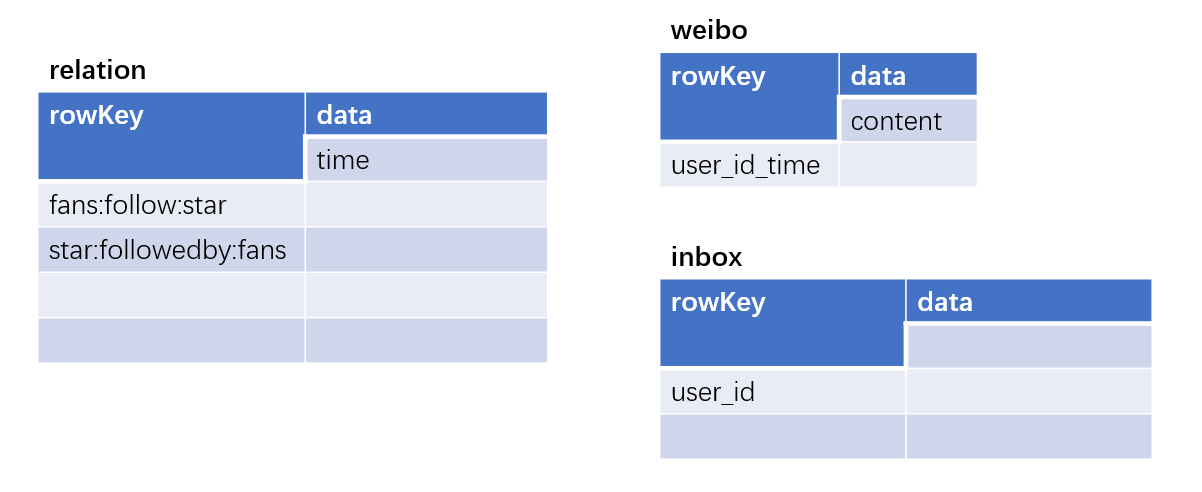 relation
rowKey data
time
fans:follow:star
star:followedby:fans
weibo
rowKey data
content
user_id_time
inbox
rowKey data
user_id